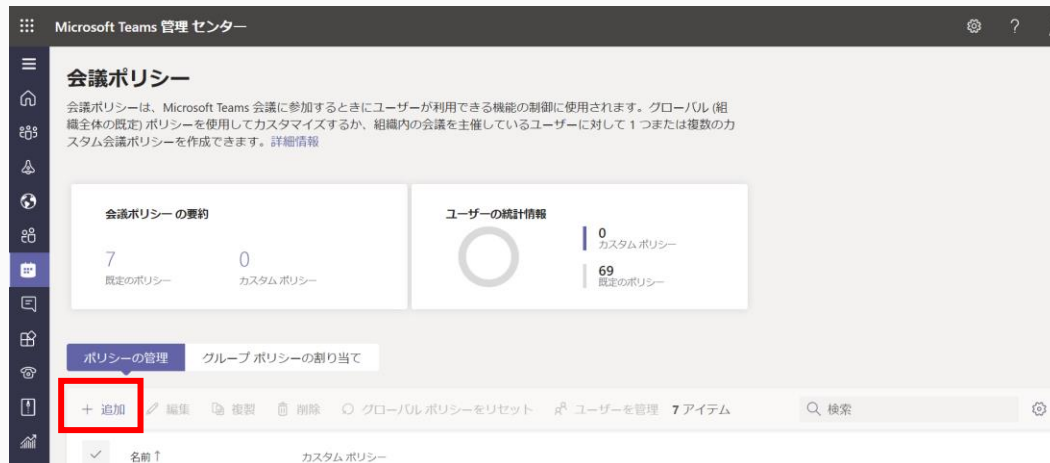 Microsoft Teams 管理センター
?
会議ポリシー
会議ポリシーは、Microsoft Teams 会議に参加するときにユーザーが利用できる機能の制御に使用されます。グローバル (組
織全体の既定) ポリシーを使用してカスタマイズするか、組織内の会議を主催しているユーザーに対して 1 つまたは複数のカ
スタム会議ポリシーを作成できます。詳細情報
会議ポリシー の要約
7
既定のポリシー
0
カスタム ポリシー
ユーザーの統計情報
0
カスタム ポリシー
69
既定のポリシー
ポリシーの管理 グループ ポリシーの割り当て
+ 追加 編集 複製 削除 グローバル ポリシーをリセット ユーザーを管理 7 アイテム 検索
名前↑ カスタム ポリシー